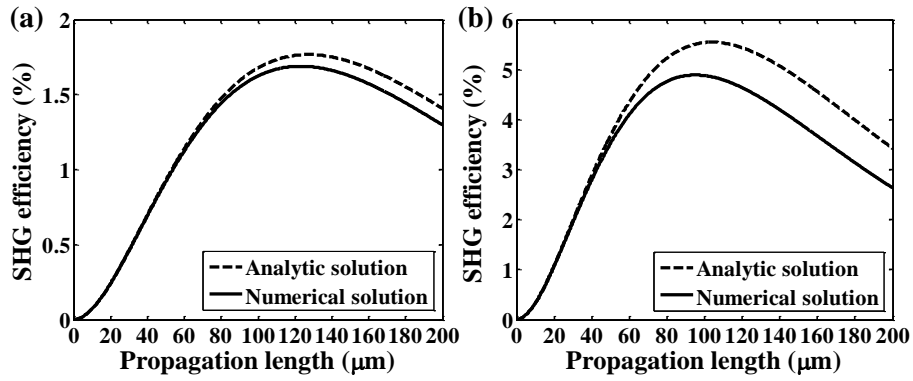 (a)
SHG efficiency (%)
2
1.5
1
0.5
0
0 20 40 60 80 100 120 140 160 180 200
Propagation length (μm)
Analytic solution
Numerical solution
(b)
SHG efficiency (%)
6
5
4
3
2
1
0
0 20 40 60 80 100 120 140 160 180 200
Propagation length (μm)
Analytic solution
Numerical solution